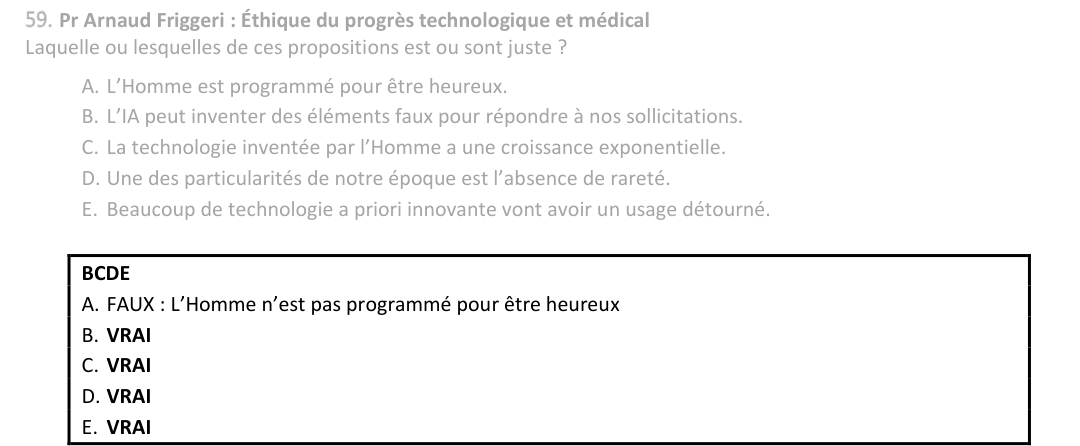 59. Pr Arnaud Friggeri : Éthique du progrès technologique et médical
Laquelle ou lesquelles de ces propositions est ou sont juste ?
A. L’Homme est programmé pour être heureux.
B. L’IA peut inventer des éléments faux pour répondre à nos sollicitations.
C. La technologie inventée par l’Homme a une croissance exponentielle.
D. Une des particularités de notre époque est l’absence de rareté.
E. Beaucoup de technologie a priori innovante vont avoir un usage détourné.
BCDE
A. FAUX : L’Homme n’est pas programmé pour être heureux
B. VRAI
C. VRAI
D. VRAI
E. VRAI